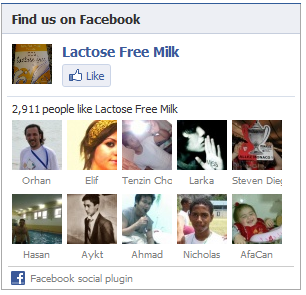 Find us on Facebook
Lactose Free Milk
Like
2,911 people like Lactose Free Milk
Orhan Elif Tenzin Cho Larka Steven Dieg
Hasan Aykt Ahmad Nicholas AfaCan
Facebook social plugin